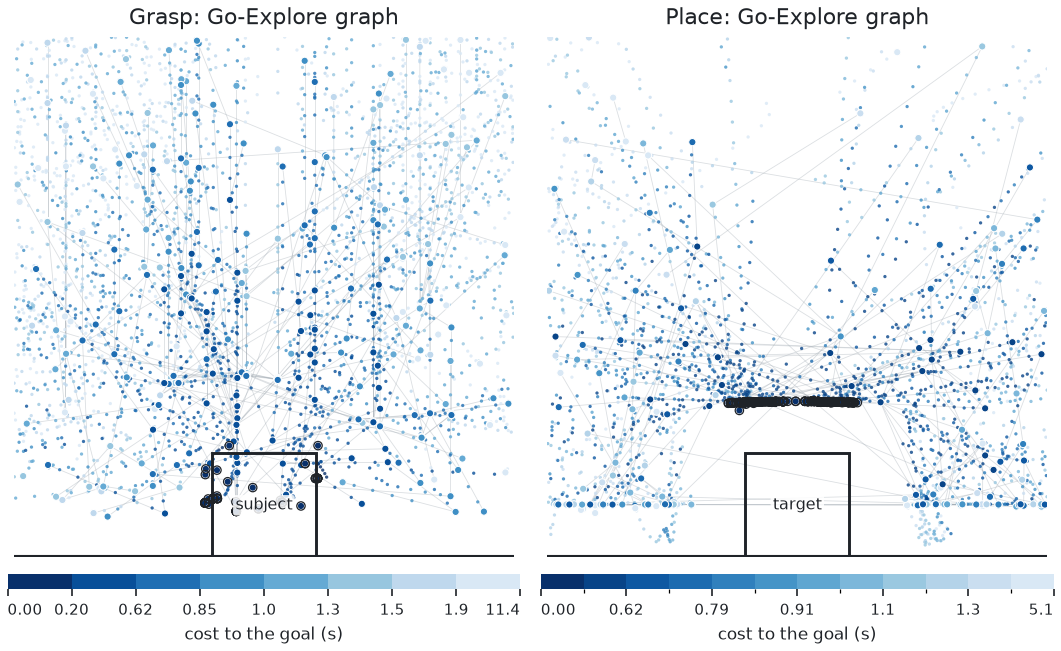 Grasp: Go-Explore graph
Place: Go-Explore graph
subject
target
0.00 0.20 0.62 0.85 1.0 1.3 1.5 1.9 11.4
cost to the goal (s)
0.00 0.62 0.79 0.91 1.1 1.3 5.1
cost to the goal (s)